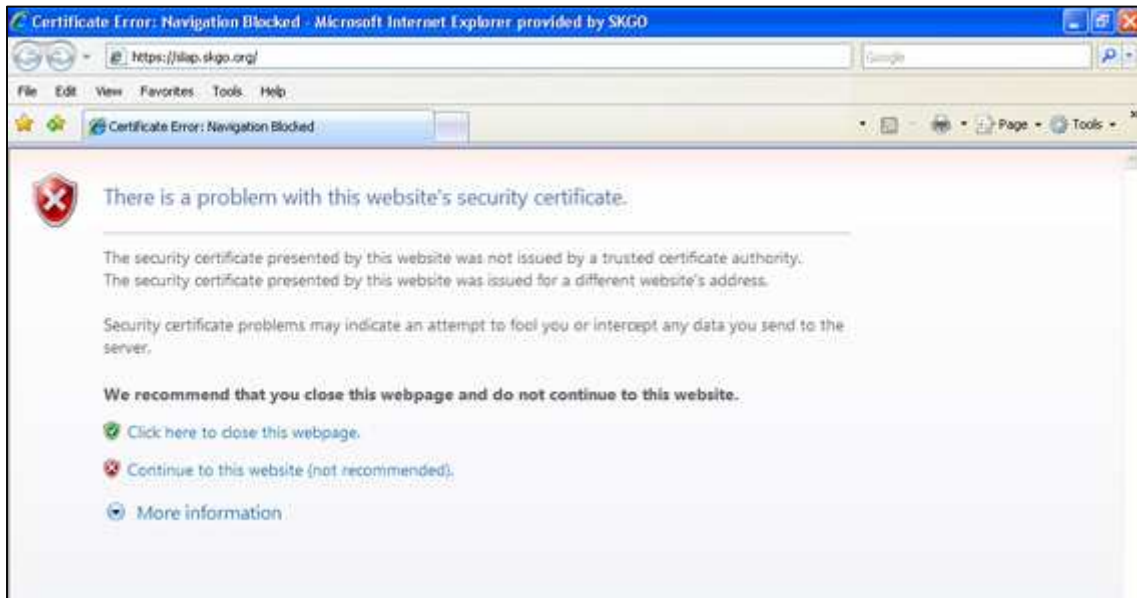 Certificate Error: Navigation Blocked - Microsoft Internet Explorer provided by SKGO
https://slap.skgo.org/
Google
File Edit View Favorites Tools Help
Certificate Error: Navigation Blocked
Page Tools
There is a problem with this website's security certificate.
The security certificate presented by this website was not issued by a trusted certificate authority.
The security certificate presented by this website was issued for a different website's address.
Security certificate problems may indicate an attempt to fool you or intercept any data you send to the
server.
We recommend that you close this webpage and do not continue to this website.
Click here to close this webpage.
Continue to this website (not recommended).
More information